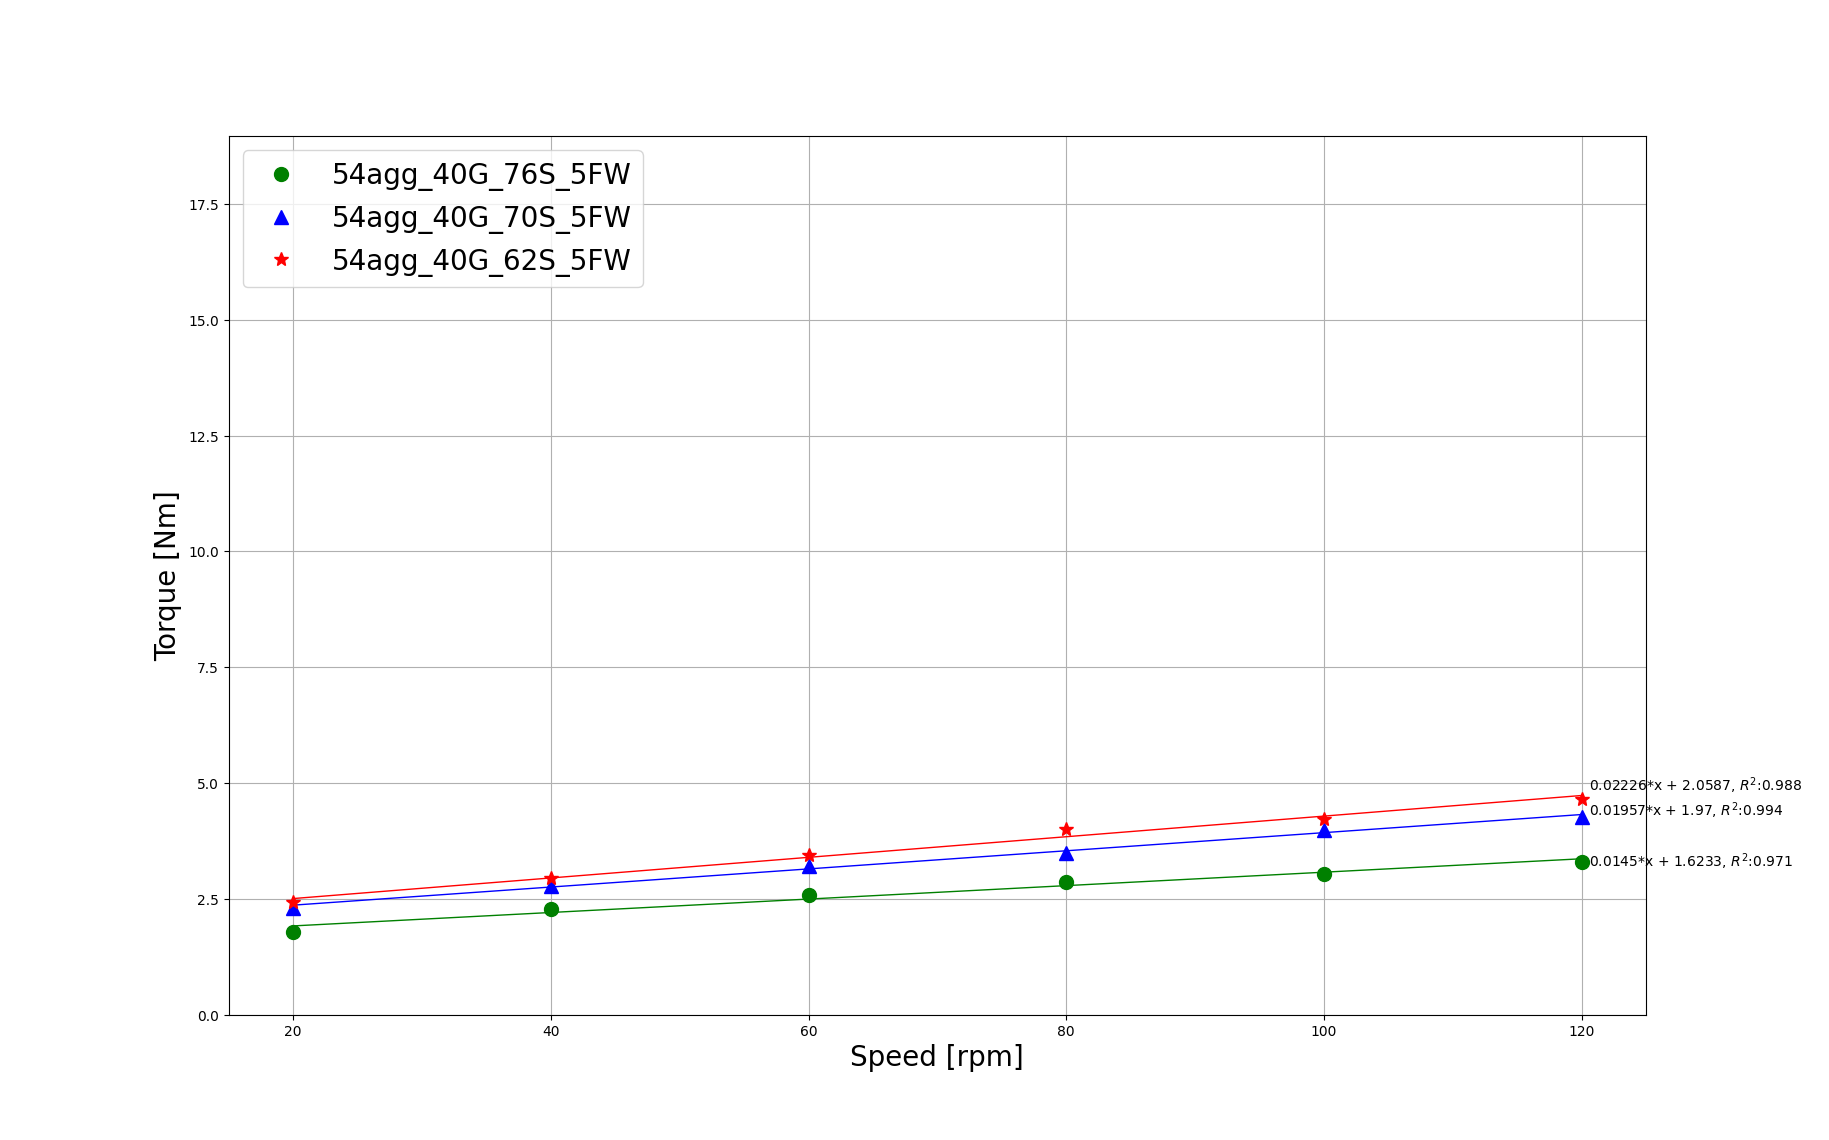 54agg_40G_76S_5FW
54agg_40G_70S_5FW
54agg_40G_62S_5FW
17.5
15.0
12.5
10.0
7.5
5.0
2.5
0.0
Torque [Nm]
0.02226*x + 2.0587, R²:0.988
0.01957*x + 1.97, R²:0.994
0.0145*x + 1.6233, R²:0.971
20 40 60 80 100 120
Speed [rpm]